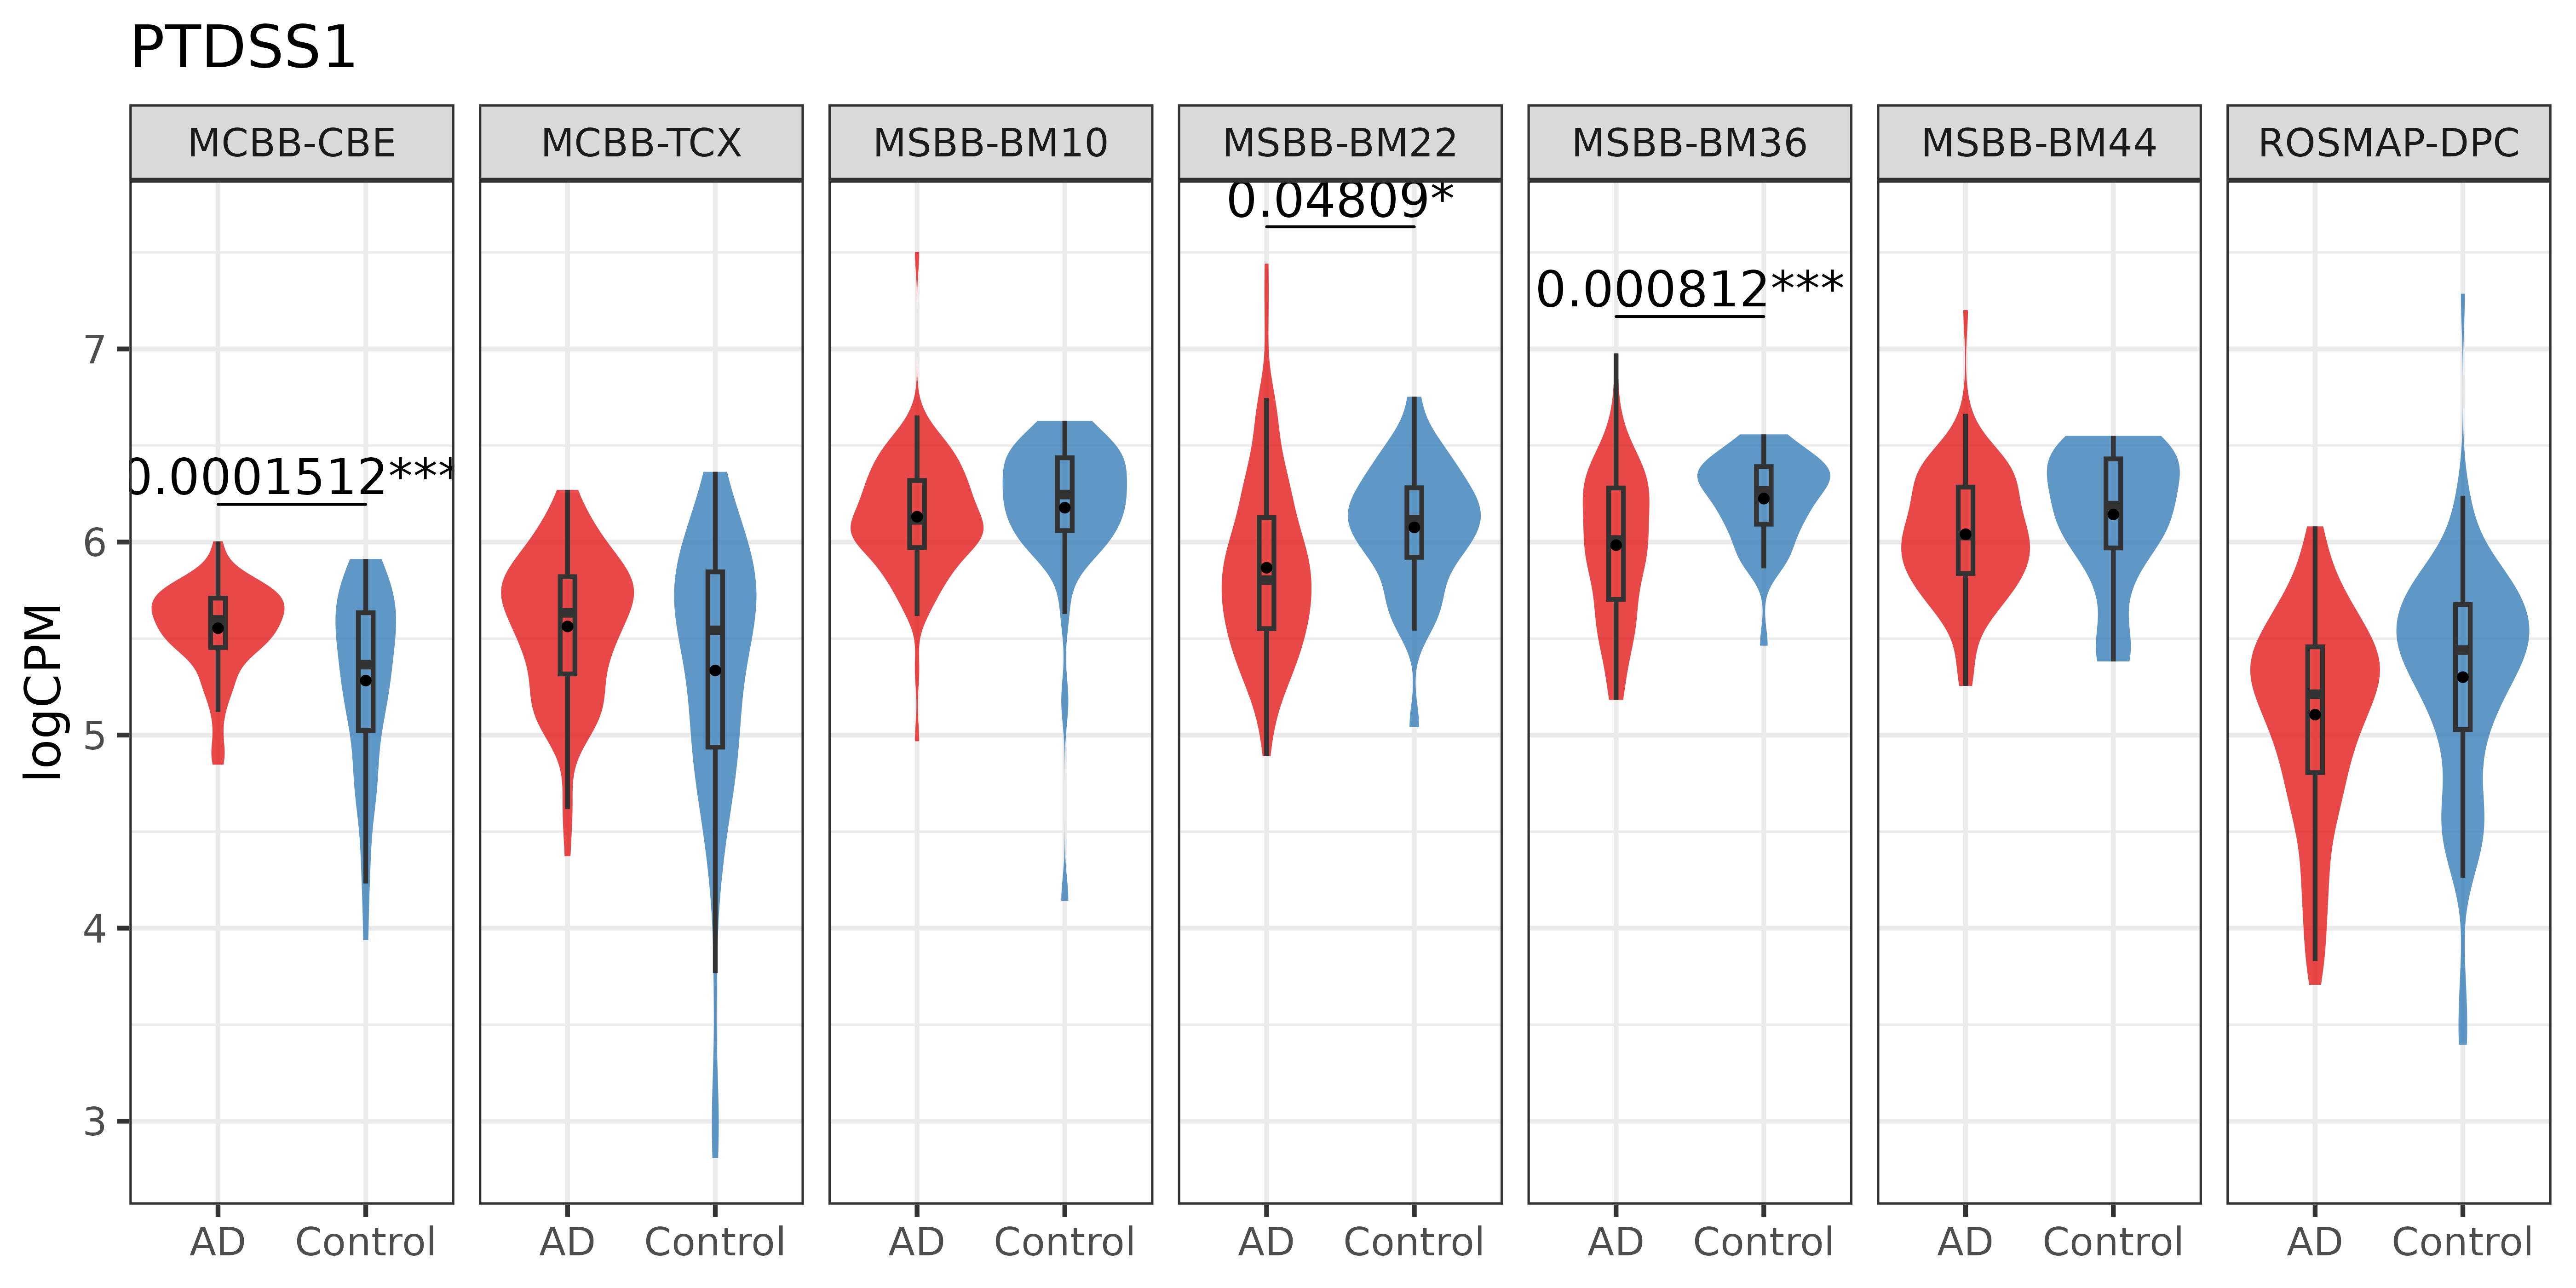 PTDSS1
MCBB-CBE MCBB-TCX MSBB-BM10 MSBB-BM22 MSBB-BM36 MSBB-BM44 ROSMAP-DPC
0.04809*
0.000812***
0.0001512***
logCPM
7
6
5
4
3
AD Control AD Control AD Control AD Control AD Control AD Control AD Control